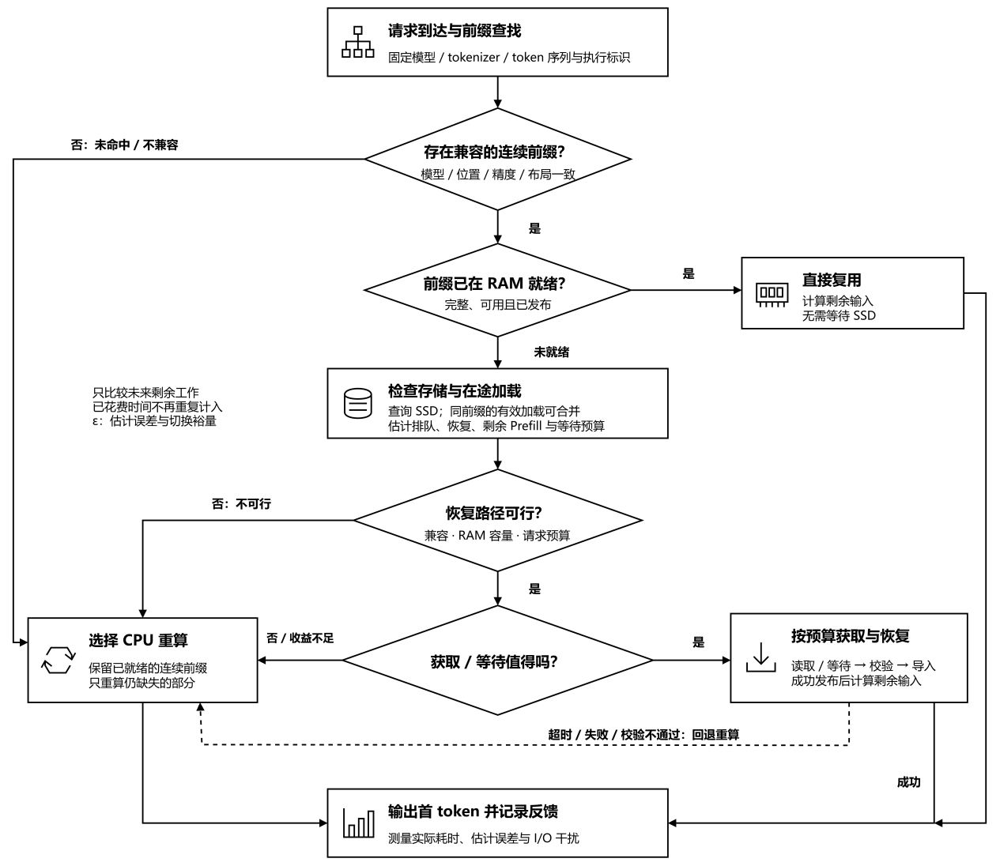 请求到达与前缀查找
固定模型 / tokenizer / token 序列与执行标识
否：未命中 / 不兼容
存在兼容的连续前缀？
模型 / 位置 / 精度 / 布局一致
是
前缀已在 RAM 就绪？
完整、可用且已发布
是
直接复用
计算剩余输入
无需等待 SSD
未就绪
检查存储与在途加载
查询 SSD；同前缀的有效加载可合并
估计排队、恢复、剩余 Prefill 与等待预算
只比较未来剩余工作
已花费时间不再重复计入
ε：估计误差与切换裕量
否：不可行
恢复路径可行？
兼容 · RAM 容量 · 请求预算
是
选择 CPU 重算
保留已就绪的连续前缀
只重算仍缺失的部分
否 / 收益不足
获取 / 等待值得吗？
是
按预算获取与恢复
读取 / 等待 → 校验 → 导入
成功发布后计算剩余输入
超时 / 失败 / 校验不通过：回退重算
成功
输出首 token 并记录反馈
测量实际耗时、估计误差与 I/O 干扰